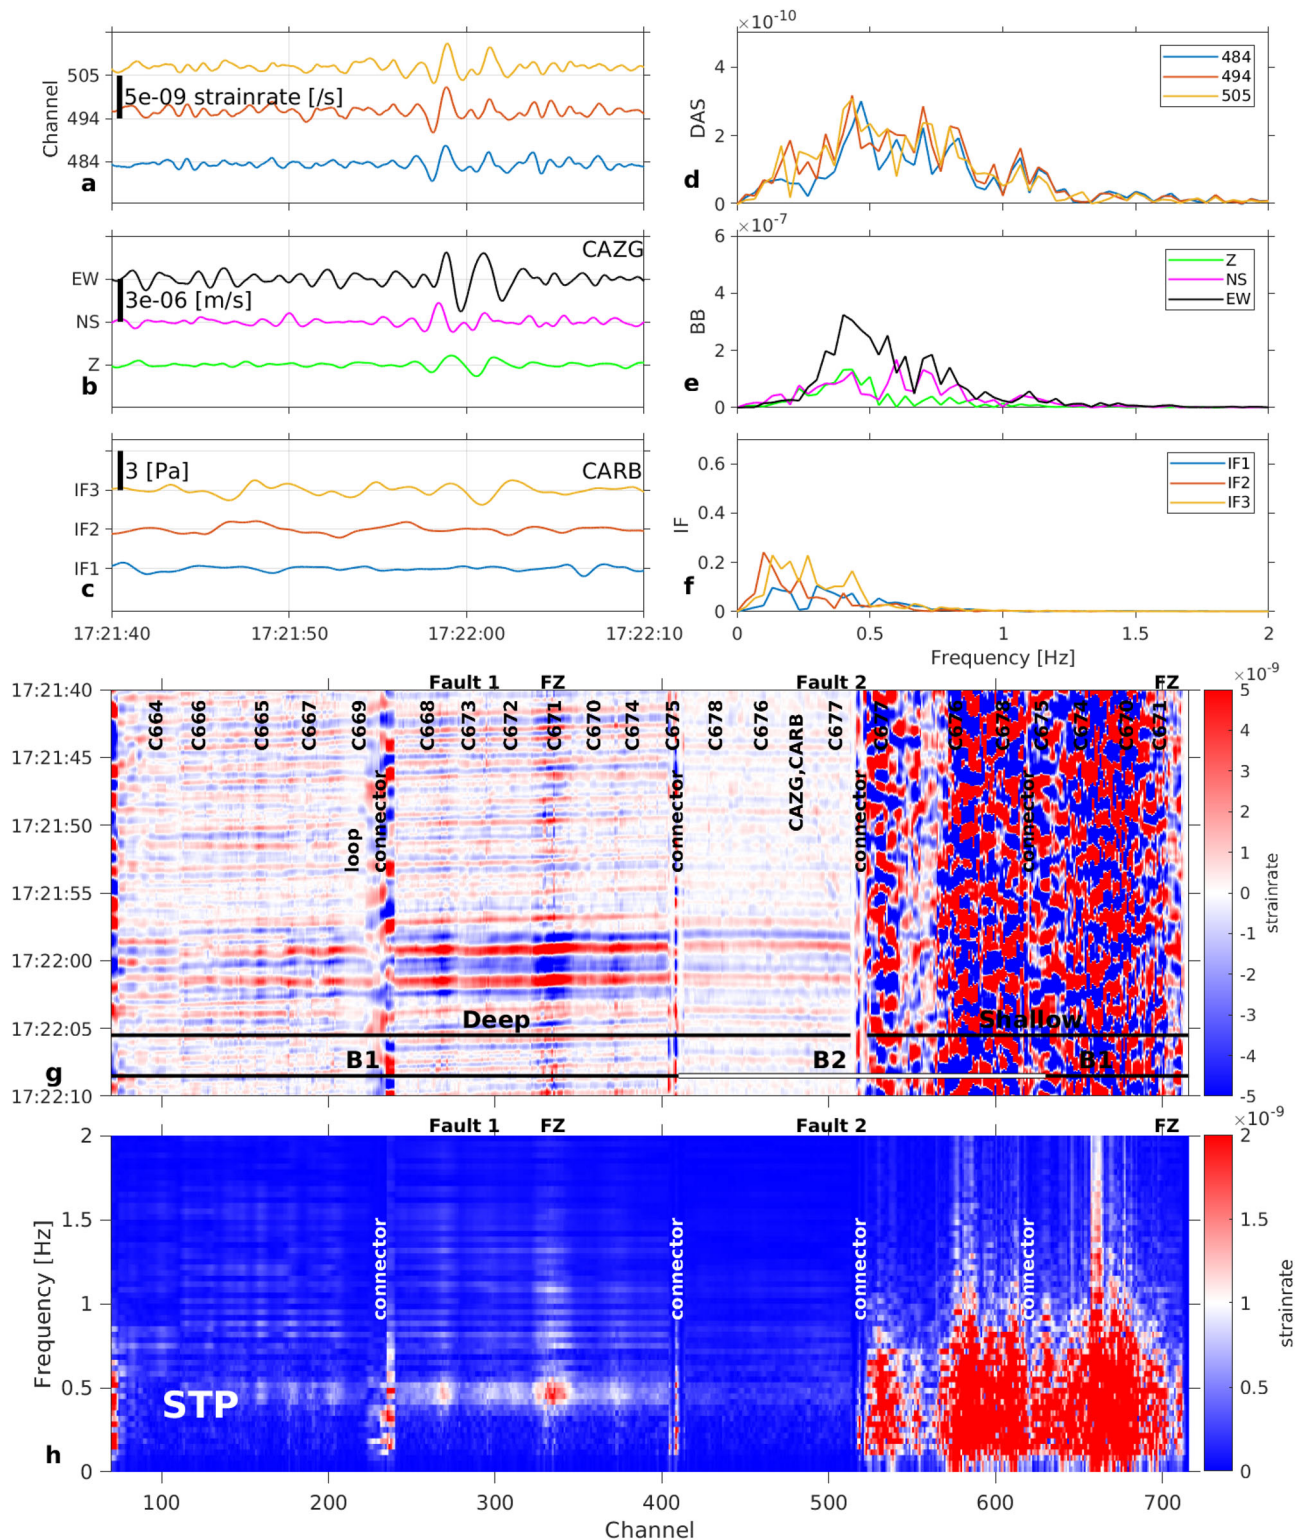 505
5e-09 strainrate [/s]
494
484
Channel
a
×10⁻¹⁰
4
2
0
DAS
484
494
505
d
CAZG
EW
3e-06 [m/s]
NS
Z
b
×10⁻⁷
6
4
2
0
BB
Z
NS
EW
e
3 [Pa]
CARB
IF3
IF2
IF1
c
17:21:40
17:21:50
17:22:00
17:22:10
0.6
0.4
0.2
0
IF
IF1
IF2
IF3
f
0
0.5
1
1.5
2
Frequency [Hz]
Fault 1
FZ
Fault 2
FZ
×10⁻⁹
17:21:40
17:21:45
17:21:50
17:21:55
17:22:00
17:22:05
17:22:10
C664
C666
C665
C667
C669
C668
C673
C672
C671
C670
C674
C675
C678
C676
CAZG,CARB
C677
C677
C676
C678
C675
C674
C670
C671
loop
connector
connector
connector
connector
Deep
Shallow
B1
B2
B1
g
5
4
3
2
1
0
-1
-2
-3
-4
-5
strainrate
Fault 1
FZ
Fault 2
FZ
×10⁻⁹
2
1.5
1
0.5
0
Frequency [Hz]
connector
connector
connector
connector
STP
h
2
1.5
1
0.5
0
strainrate
100
200
300
400
500
600
700
Channel